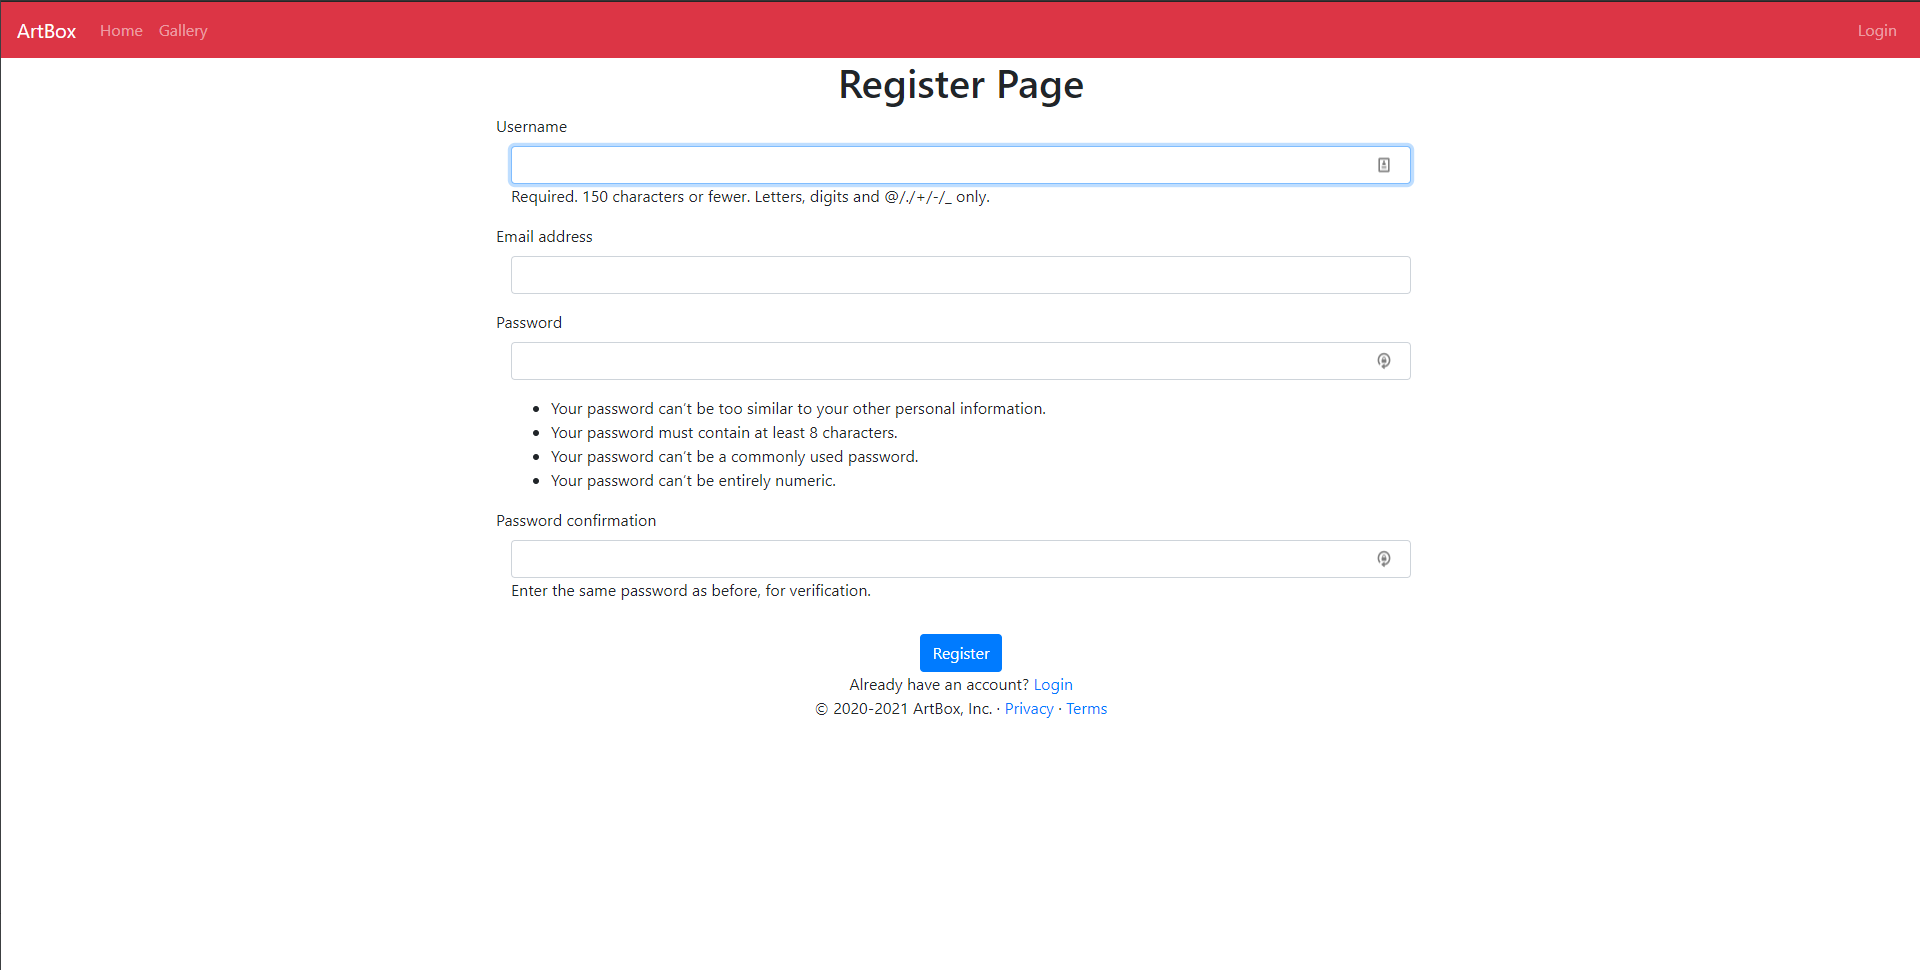 ArtBox Home Gallery Login
Register Page
Username
Required. 150 characters or fewer. Letters, digits and @/./+/-/_ only.
Email address
Password
Your password can’t be too similar to your other personal information.
Your password must contain at least 8 characters.
Your password can’t be a commonly used password.
Your password can’t be entirely numeric.
Password confirmation
Enter the same password as before, for verification.
Register
Already have an account? Login
© 2020-2021 ArtBox, Inc. · Privacy · Terms